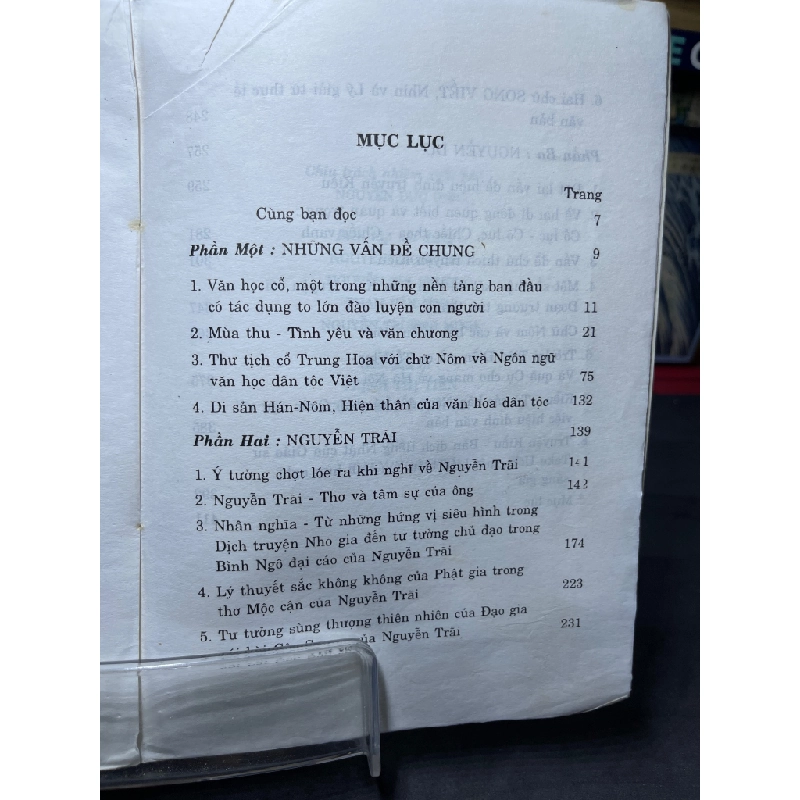 MỤC LỤC
Trang
Cùng bạn đọc 7
Phần Một : NHỮNG VẤN ĐỀ CHUNG 9
1. Văn học cổ, một trong những nền tảng ban đầu
có tác dụng to lớn đào luyện con người 11
2. Mùa thu - Tình yêu và văn chương 21
3. Thư tịch cổ Trung Hoa với chữ Nôm và Ngôn ngữ
văn học dân tộc Việt 75
4. Di sản Hán-Nôm, Hiện thân của văn hóa dân tộc 132
Phần Hai : NGUYỄN TRÃI 139
1. Ý tưởng chợt lóe ra khi nghĩ về Nguyễn Trãi 141
2. Nguyễn Trãi - Thơ và tâm sự của ông 142
3. Nhân nghĩa - Từ những hứng vị siêu hình trong
Dịch truyện Nho gia đến tư tưởng chủ đạo trong
Bình Ngô đại cáo của Nguyễn Trãi 174
4. Lý thuyết sắc không không của Phật gia trong
thơ Mộc cận của Nguyễn Trãi 223
5. Tư tưởng sùng thượng thiên nhiên của Đạo gia
của Nguyễn Trãi 231